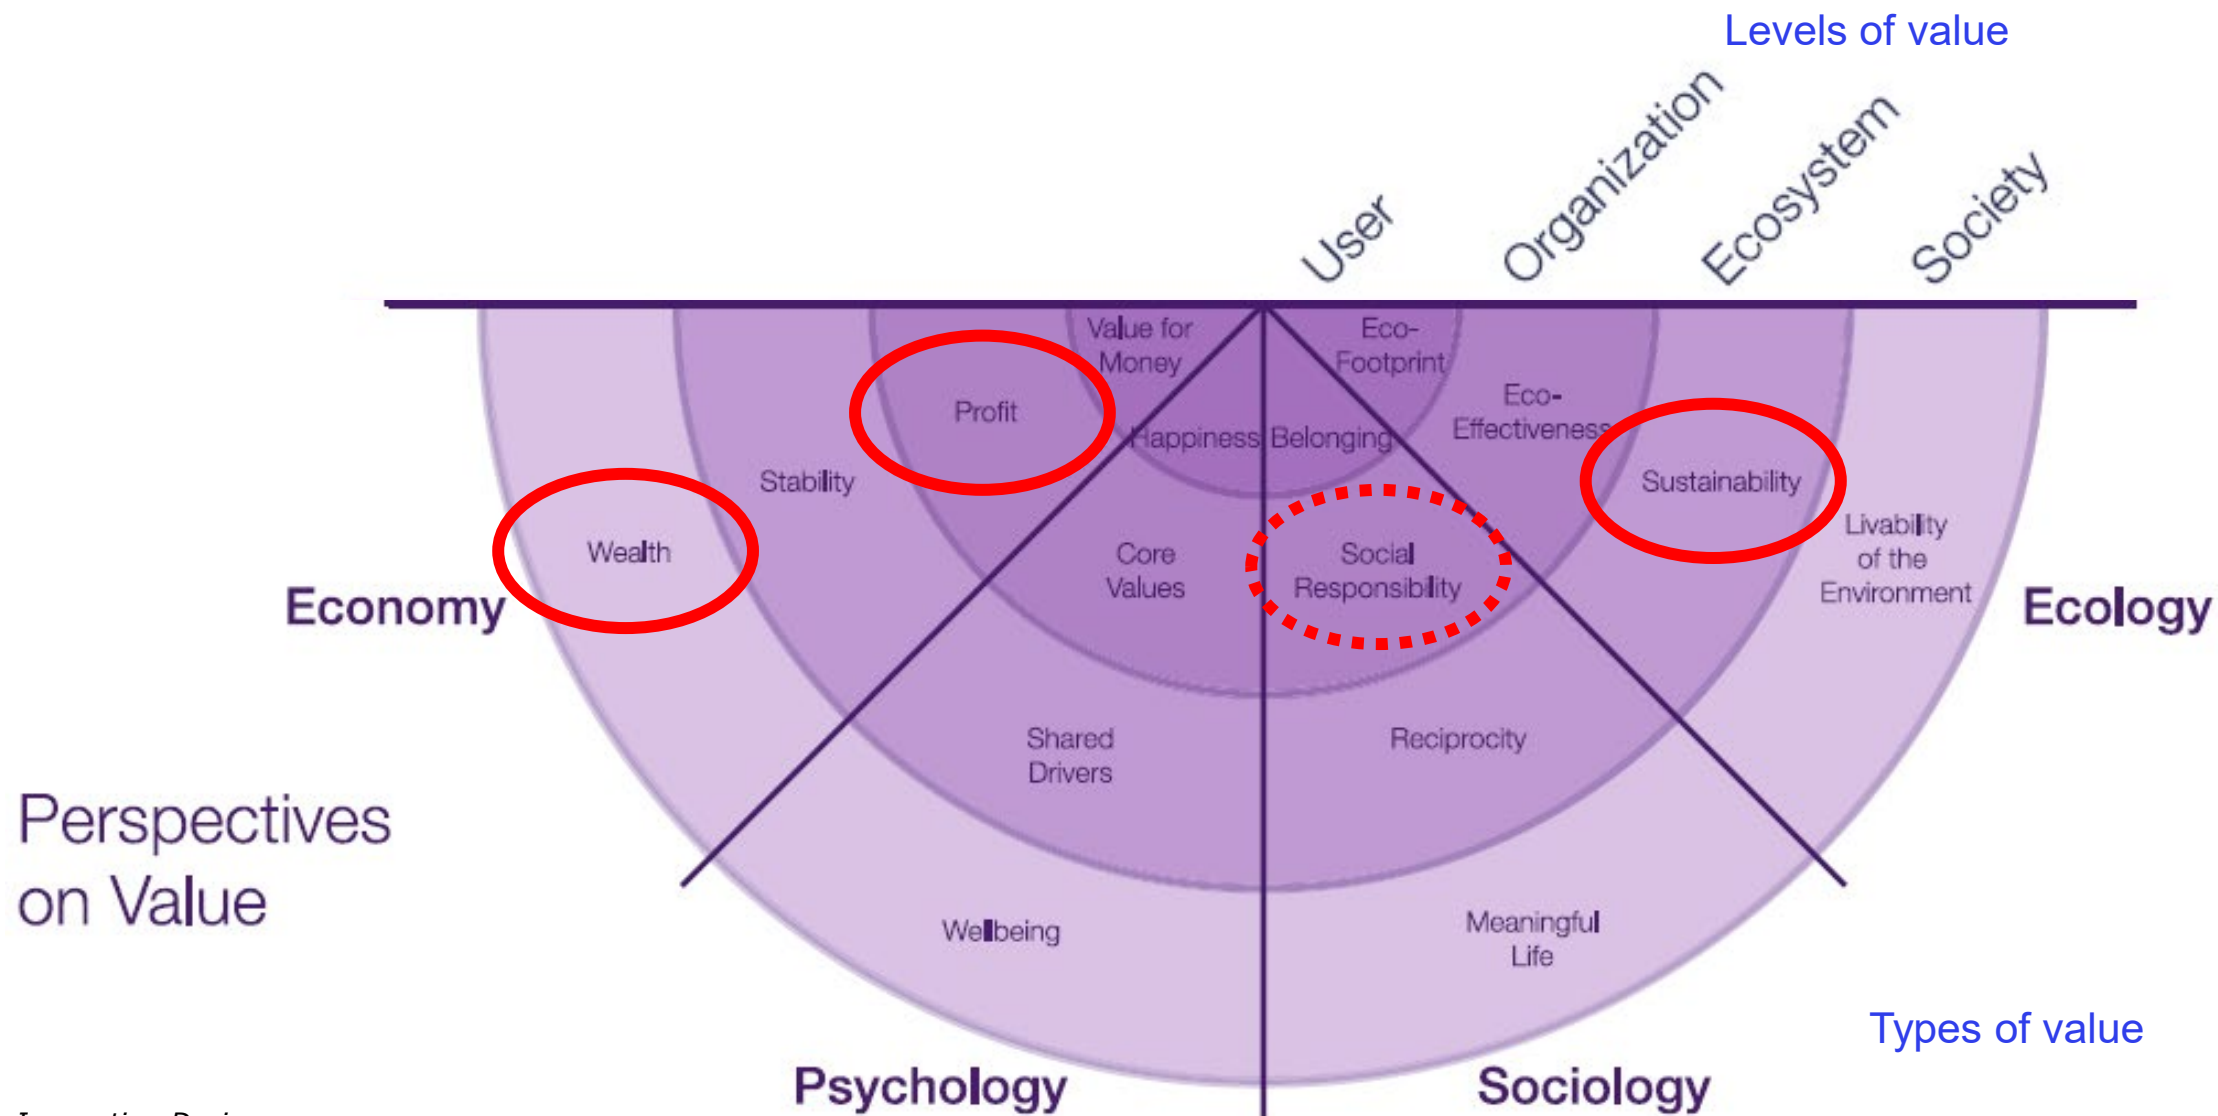 Levels of value
User
Organization
Ecosystem
Society
Value for
Money
Eco-
Footprint
Profit
Eco-
Effectiveness
Happiness
Belonging
Stability
Sustainability
Wealth
Core
Values
Social
Responsibility
Livability
of the
Environment
Economy
Ecology
Shared
Drivers
Reciprocity
Perspectives
on Value
Wellbeing
Meaningful
Life
Types of value
Psychology
Sociology